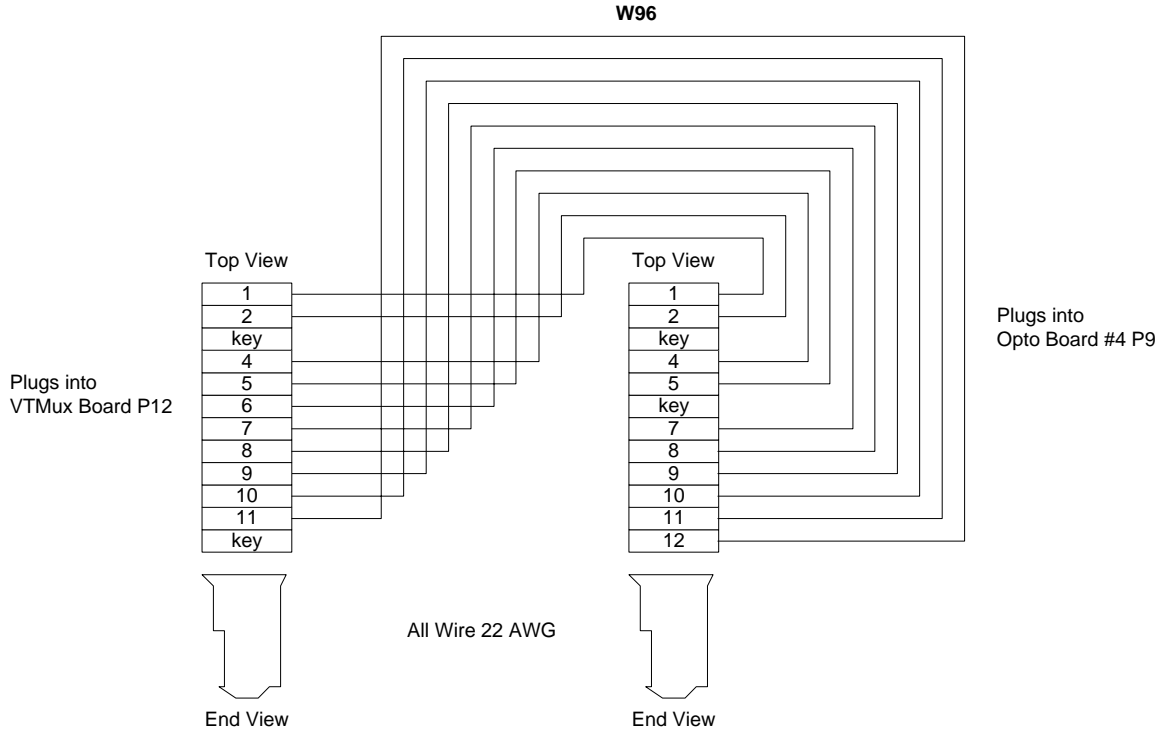 W96
Top View
1
2
key
4
5
6
7
8
9
10
11
key
Plugs into
VTMux Board P12
End View
Top View
1
2
key
4
5
key
7
8
9
10
11
12
Plugs into
Opto Board #4 P9
All Wire 22 AWG
End View